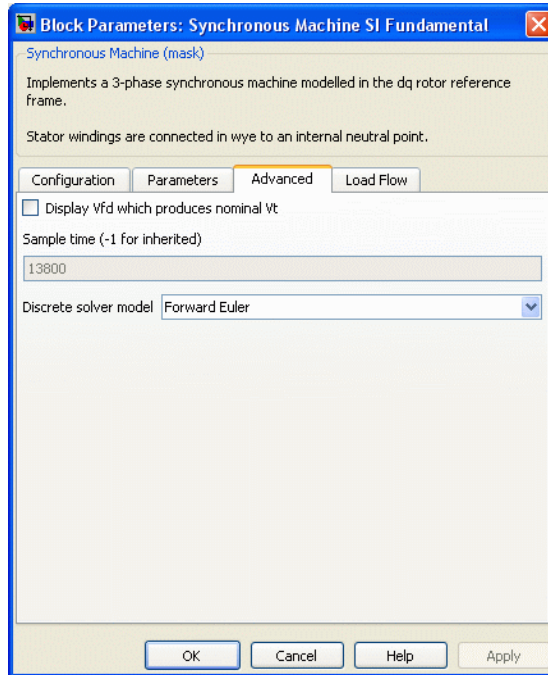 Block Parameters: Synchronous Machine SI Fundamental
Synchronous Machine (mask)
Implements a 3-phase synchronous machine modelled in the dq rotor reference
frame.
Stator windings are connected in wye to an internal neutral point.
Configuration Parameters Advanced Load Flow
Display Vfd which produces nominal Vt
Sample time (-1 for inherited)
13800
Discrete solver model Forward Euler
OK Cancel Help Apply